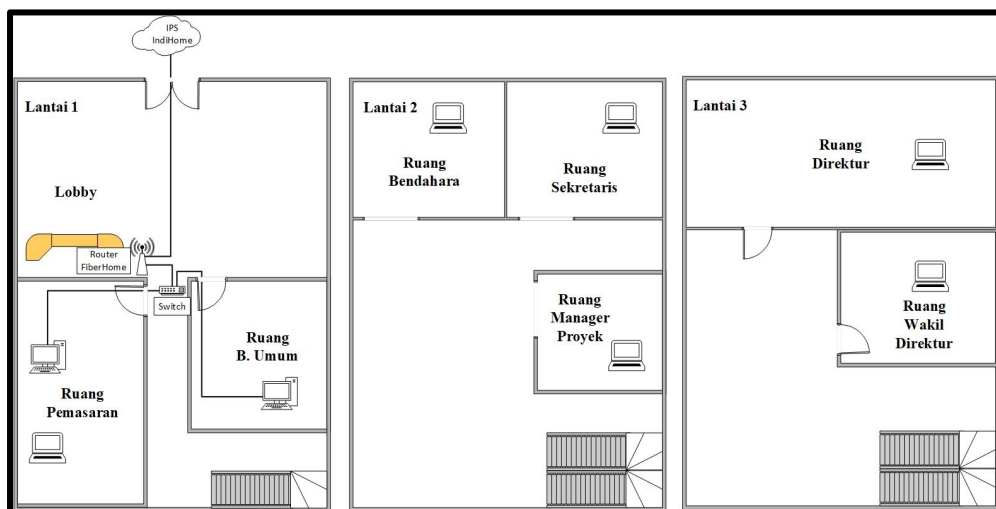 IPS
IndiHome
Lantai 1
Lobby
Router
FiberHome
Switch
Ruang
B. Umum
Ruang
Pemasaran
Lantai 2
Ruang
Bendahara
Ruang
Sekretaris
Ruang
Manager
Proyek
Lantai 3
Ruang
Direktur
Ruang
Wakil
Direktur